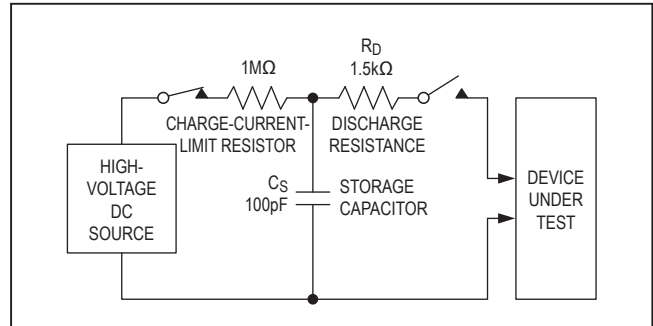 1MΩ
CHARGE-CURRENT-
LIMIT RESISTOR
RD
1.5kΩ
DISCHARGE
RESISTANCE
HIGH-
VOLTAGE
DC
SOURCE
CS
100pF
STORAGE
CAPACITOR
DEVICE
UNDER
TEST